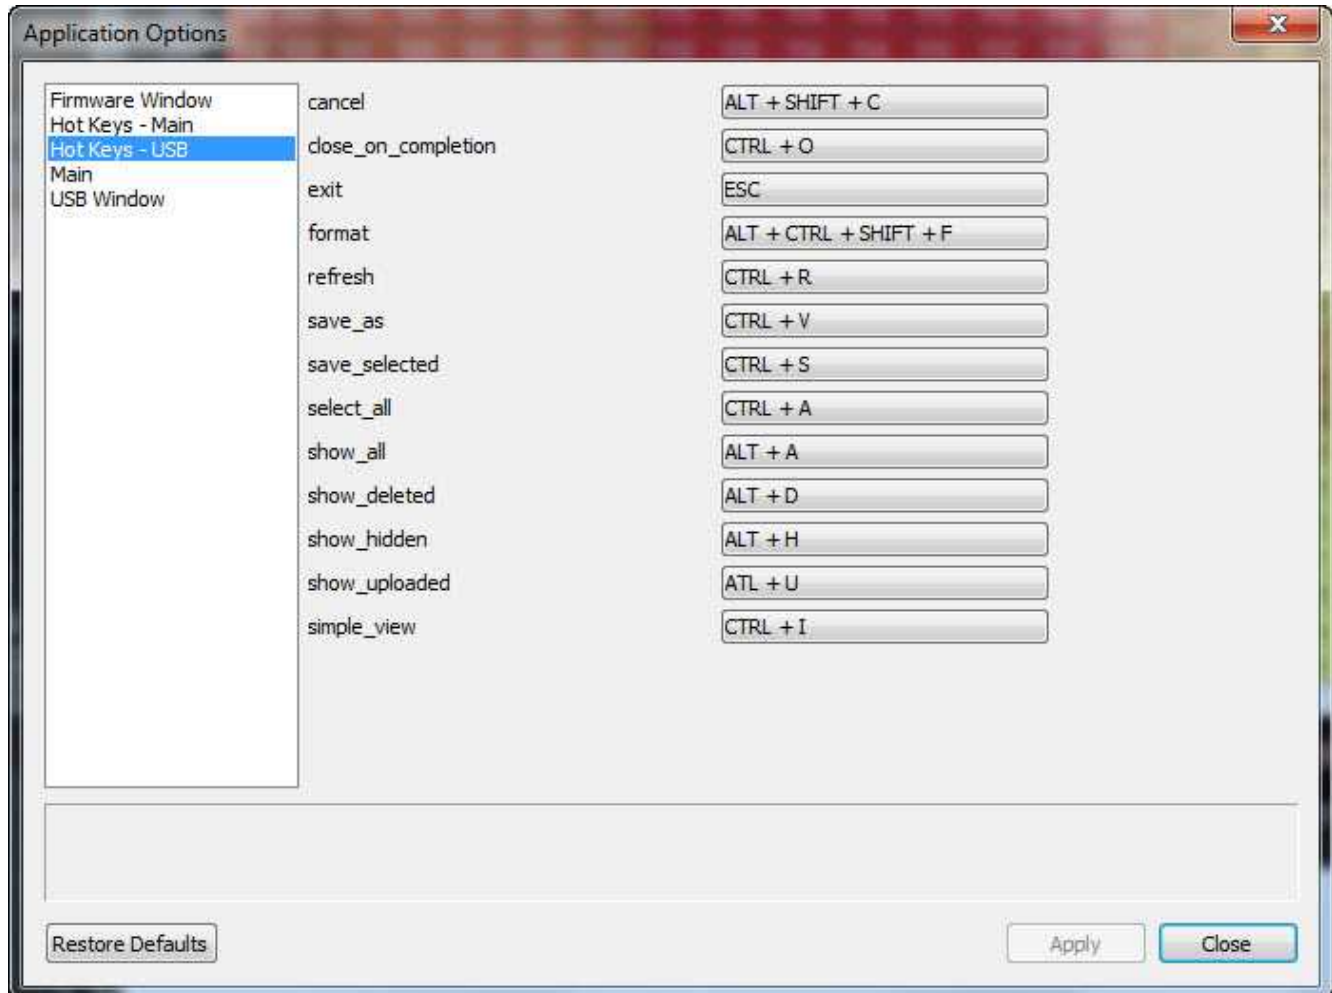 Application Options
Firmware Window
Hot Keys - Main
Hot Keys - USB
Main
USB Window
cancel ALT + SHIFT + C
close_on_completion CTRL + O
exit ESC
format ALT + CTRL + SHIFT + F
refresh CTRL + R
save_as CTRL + V
save_selected CTRL + S
select_all CTRL + A
show_all ALT + A
show_deleted ALT + D
show_hidden ALT + H
show_uploaded ATL + U
simple_view CTRL + I
Restore Defaults Apply Close